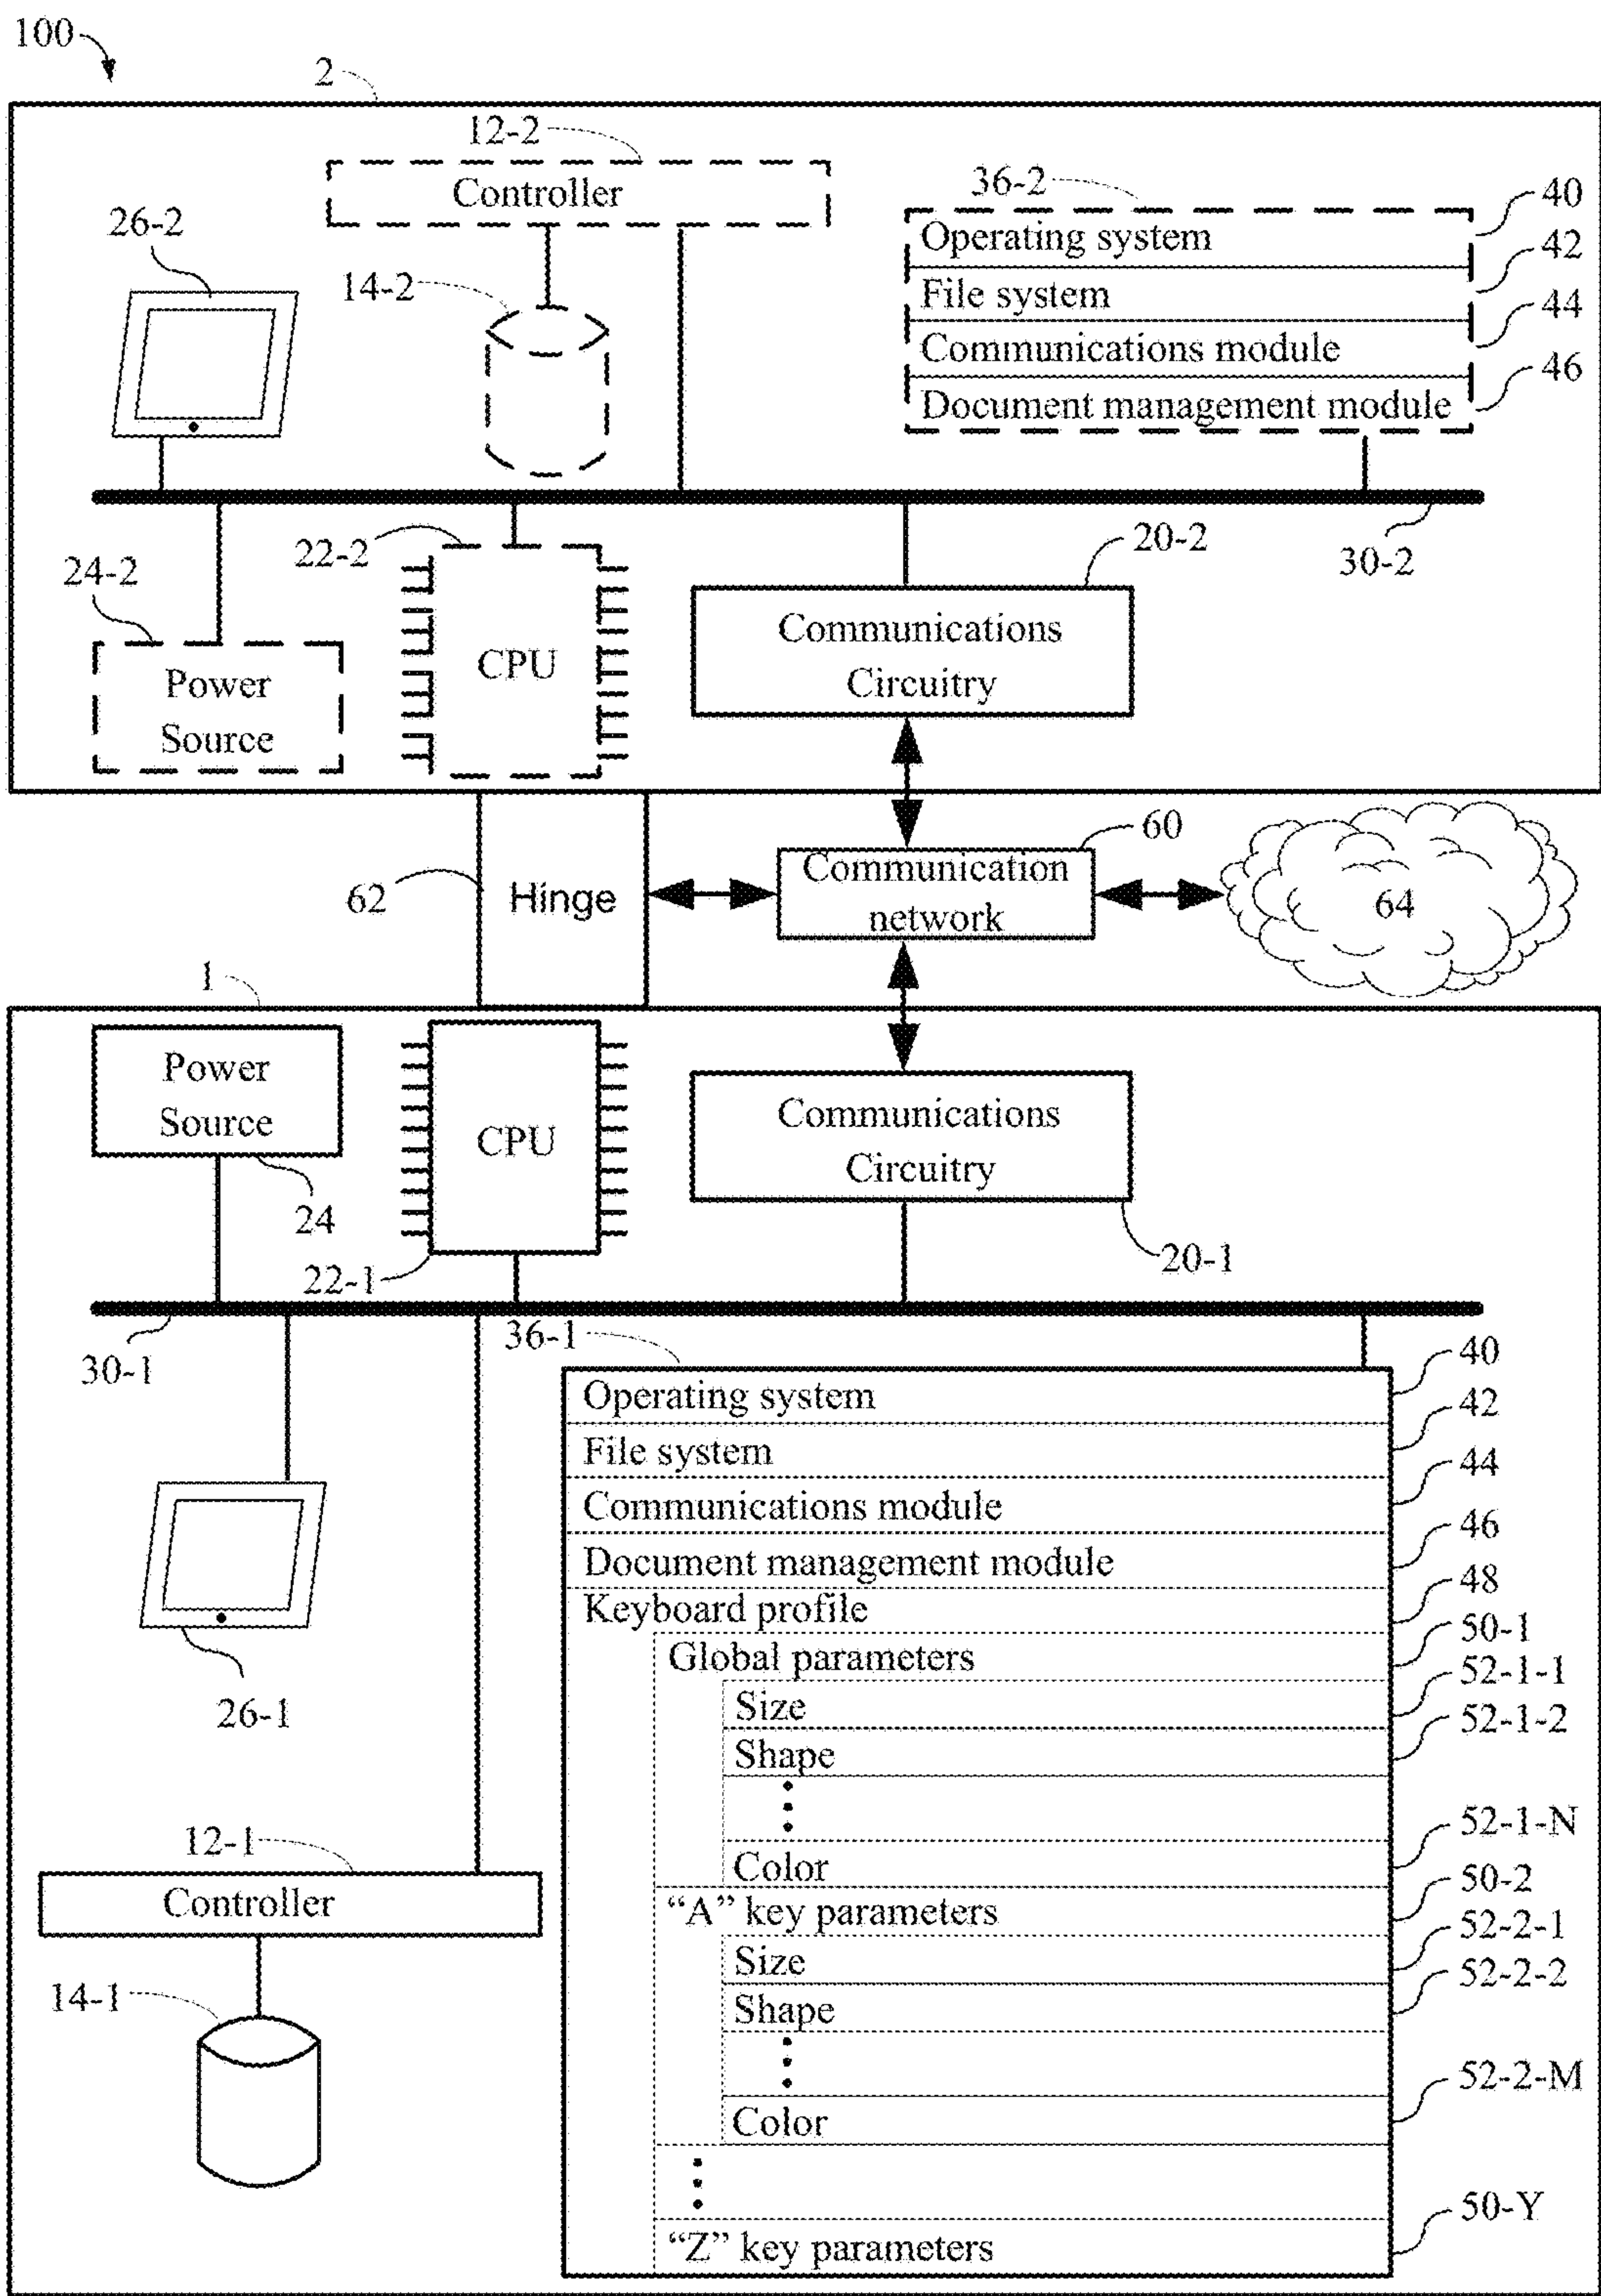 100
2
12-2
Controller
36-2
40
Operating system
26-2
42
File system
14-2
44
Communications module
46
Document management module
22-2
20-2
30-2
24-2
Communications
Circuitry
CPU
Power
Source
60
Communication
network
62
Hinge
64
1
Power
Source
CPU
Communications
Circuitry
24
20-1
22-1
30-1
36-1
40
Operating system
42
File system
44
Communications module
46
Document management module
48
Keyboard profile
50-1
Global parameters
52-1-1
Size
52-1-2
Shape
26-1
52-1-N
Color
12-1
Controller
50-2
“A” key parameters
52-2-1
Size
52-2-2
Shape
14-1
52-2-M
Color
50-Y
“Z” key parameters